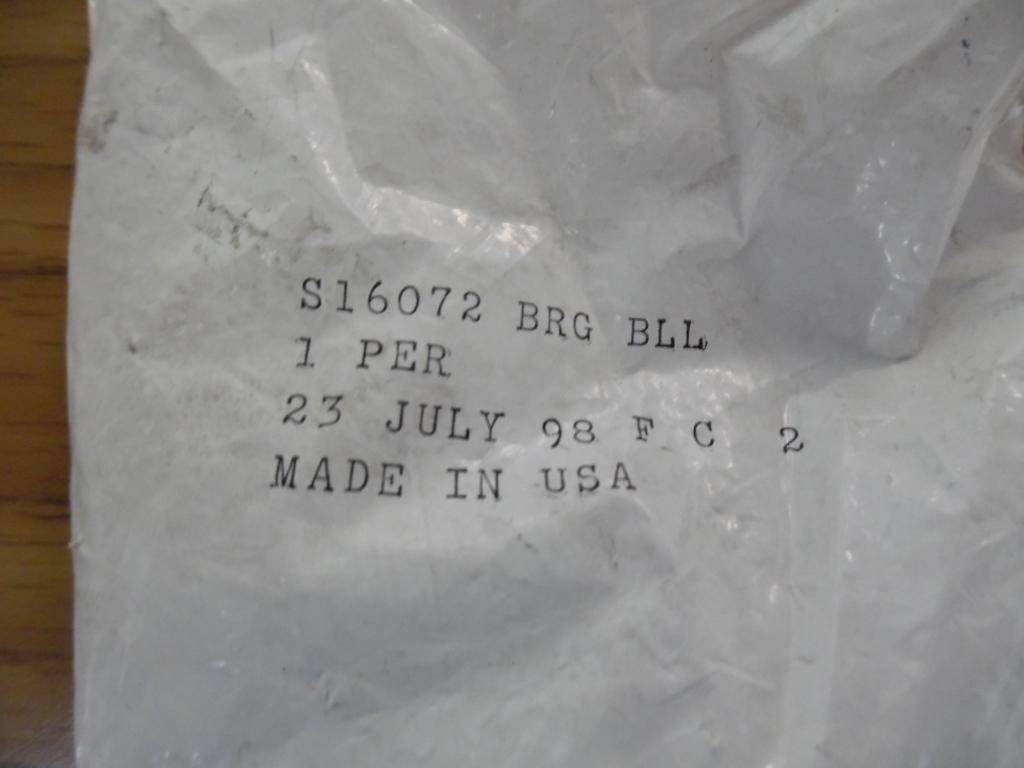 S16072 BRG BLL
1 PER
23 JULY 98 F C 2
MADE IN USA